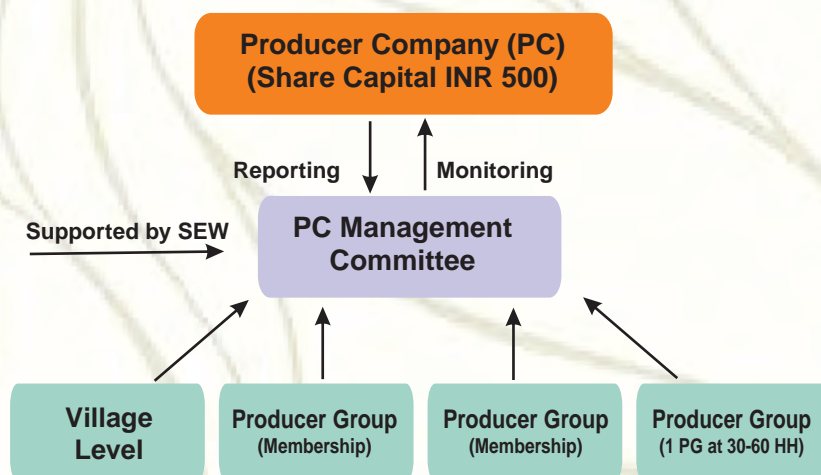 Producer Company (PC)
(Share Capital INR 500)
Reporting
Monitoring
Supported by SEW
PC Management
Committee
Village
Level
Producer Group
(Membership)
Producer Group
(Membership)
Producer Group
(1 PG at 30-60 HH)